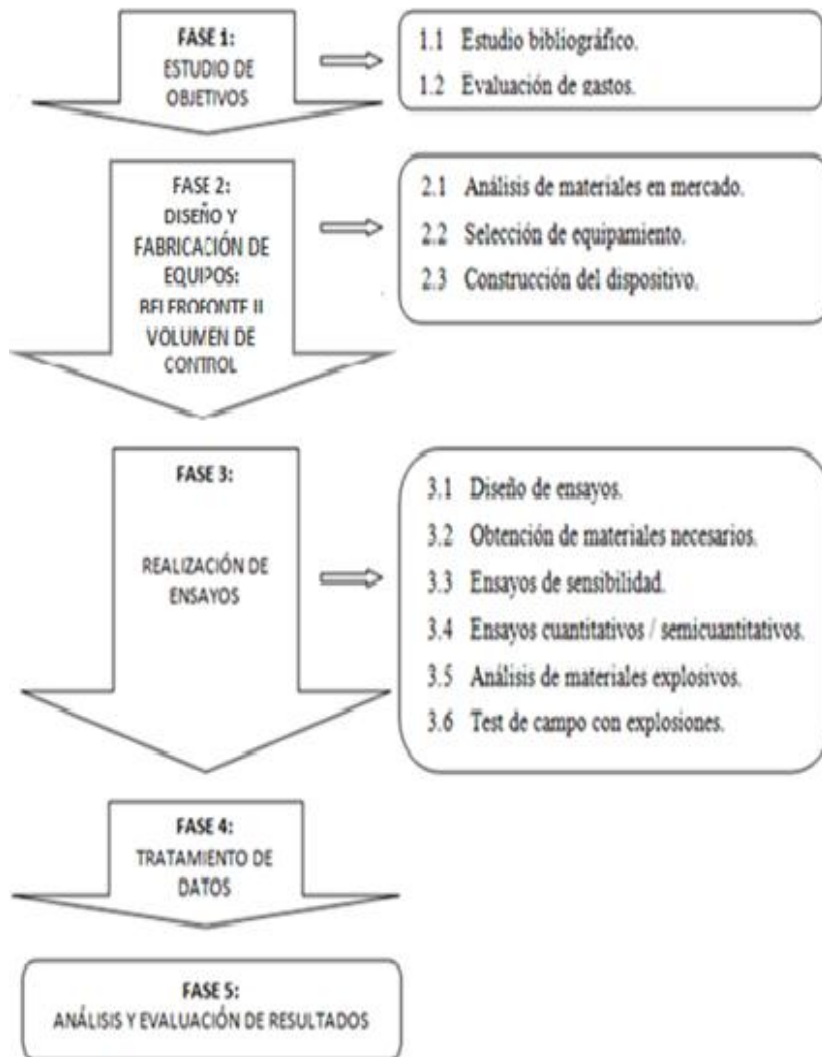 FASE 1:
ESTUDIO DE
OBJETIVOS
1.1 Estudio bibliográfico.
1.2 Evaluación de gastos.
FASE 2:
DISEÑO Y
FABRICACIÓN DE
EQUIPOS:
BELEROFONTE II
VOLUMEN DE
CONTROL
2.1 Análisis de materiales en mercado.
2.2 Selección de equipamiento.
2.3 Construcción del dispositivo.
FASE 3:
REALIZACIÓN DE
ENSAYOS
3.1 Diseño de ensayos.
3.2 Obtención de materiales necesarios.
3.3 Ensayos de sensibilidad.
3.4 Ensayos cuantitativos / semicuantitativos.
3.5 Análisis de materiales explosivos.
3.6 Test de campo con explosiones.
FASE 4:
TRATAMIENTO DE
DATOS
FASE 5:
ANÁLISIS Y EVALUACIÓN DE RESULTADOS